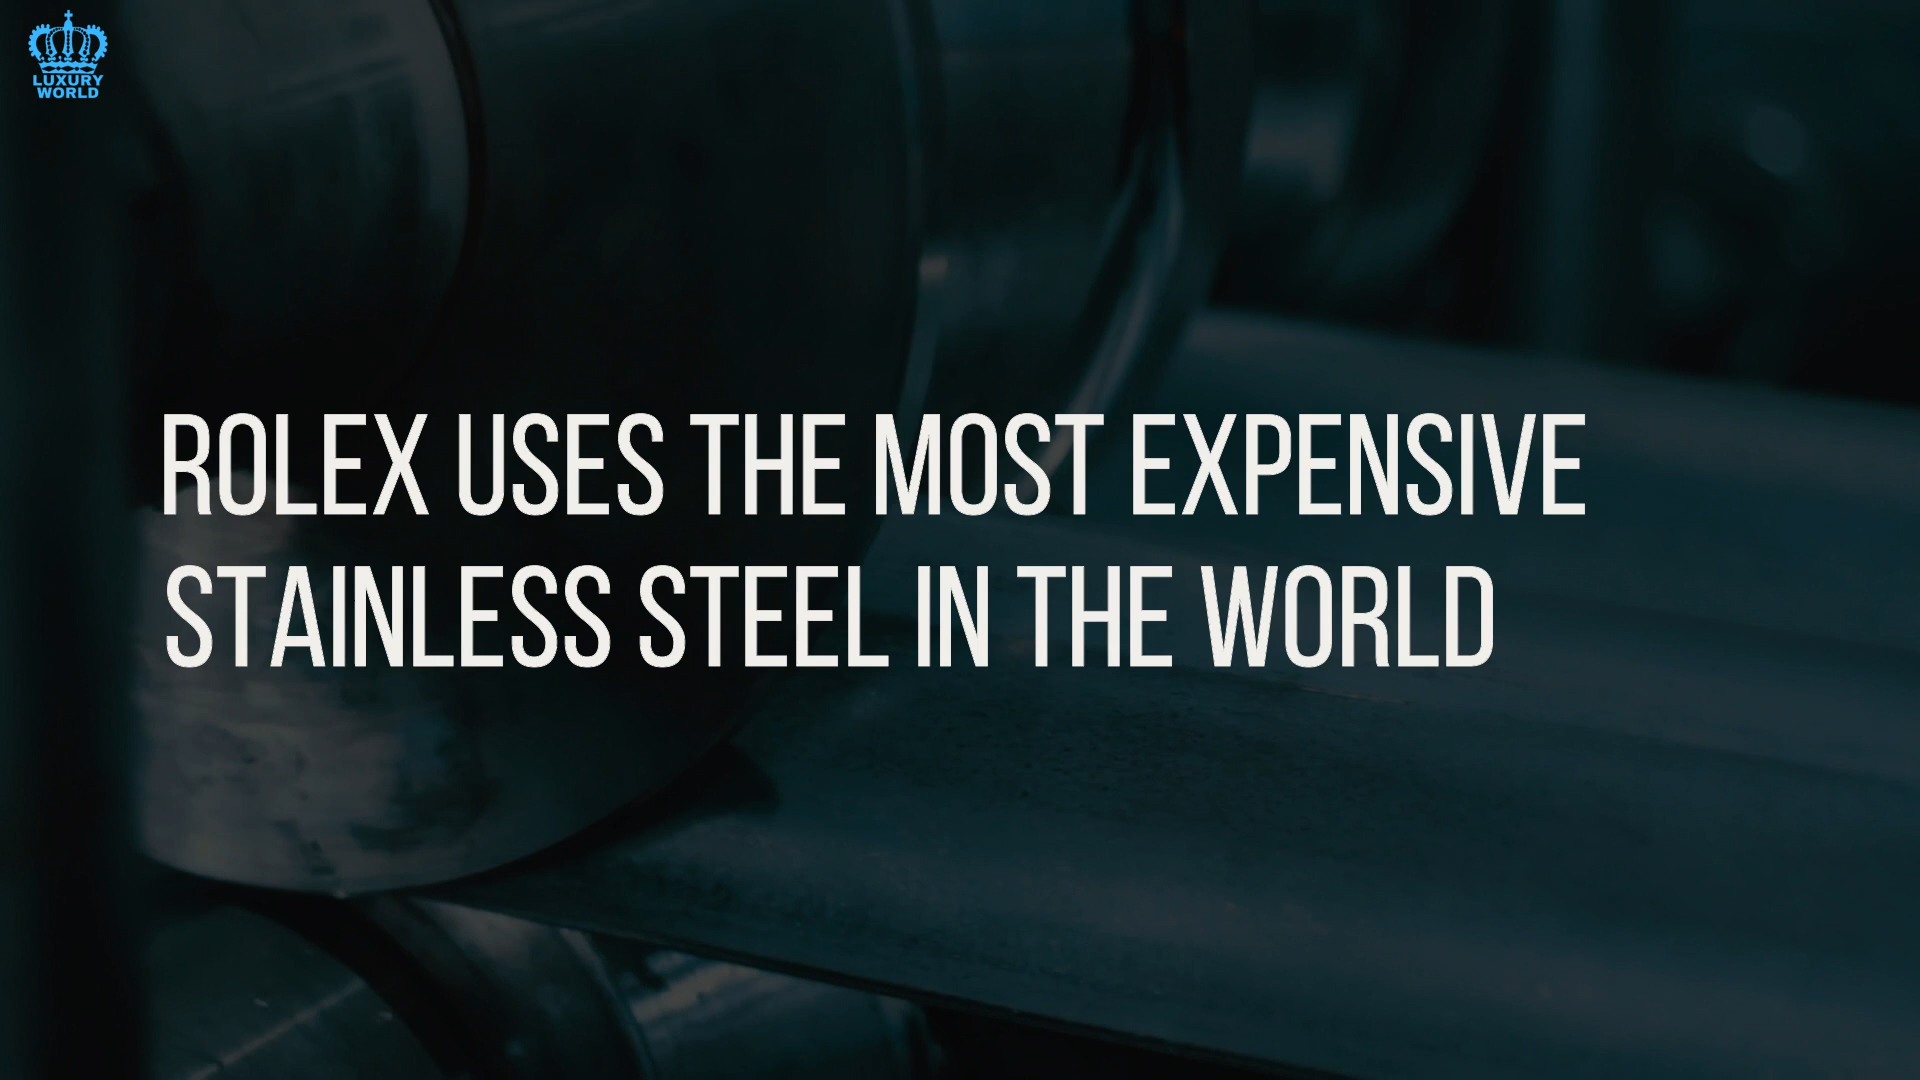 LUXURY
WORLD
ROLEX USES THE MOST EXPENSIVE
STAINLESS STEEL IN THE WORLD